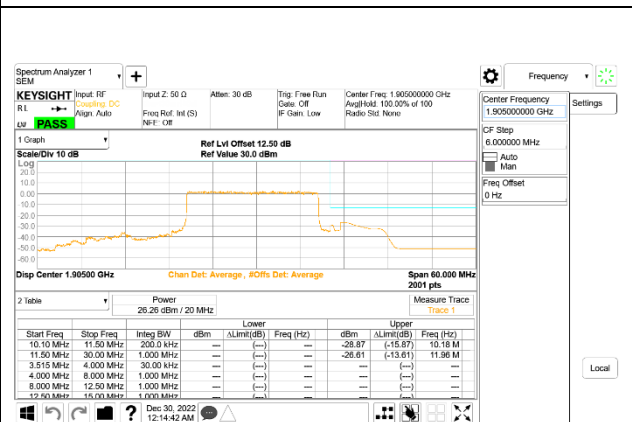 Spectrum Analyzer 1
SEM
Frequency
KEYSIGHT
Input: RF
Input Z: 50 Ω
Atten: 30 dB
Trig: Free Run
Center Freq: 1.905000000 GHz
RL
Coupling: DC
Gate: Off
Avg|Hold: 100.00% of 100
Align: Auto
Freq Ref: Int (S)
IF Gain: Low
Radio Std: None
PASS
NFE: Off
Center Frequency
1.905000000 GHz
Settings
CF Step
6.000000 MHz
Auto
Man
Freq Offset
0 Hz
1 Graph
Ref Lvl Offset 12.50 dB
Scale/Div 10 dB
Ref Value 30.0 dBm
Log
20.0
10.0
0.00
-10.0
-20.0
-30.0
-40.0
-50.0
-60.0
Disp Center 1.90500 GHz
Chan Det: Average , #Offs Det: Average
Span 60.000 MHz
2001 pts
2 Table
Power
26.26 dBm / 20 MHz
Measure Trace
Trace 1
Lower Upper
Start Freq Stop Freq Integ BW dBm ΔLimit(dB) Freq (Hz) dBm ΔLimit(dB) Freq (Hz)
10.10 MHz 11.50 MHz 200.0 kHz --- (---) --- -28.87 (-15.87) 10.18 M
11.50 MHz 30.00 MHz 1.000 MHz --- (---) --- -26.61 (-13.61) 11.96 M
3.515 MHz 4.000 MHz 30.00 kHz --- (---) --- --- (---) ---
4.000 MHz 8.000 MHz 1.000 MHz --- (---) --- --- (---) ---
8.000 MHz 12.50 MHz 1.000 MHz --- (---) --- --- (---) ---
12.50 MHz 15.00 MHz 1.000 MHz --- (---) --- --- (---) ---
Local
Dec 30, 2022
12:14:42 AM